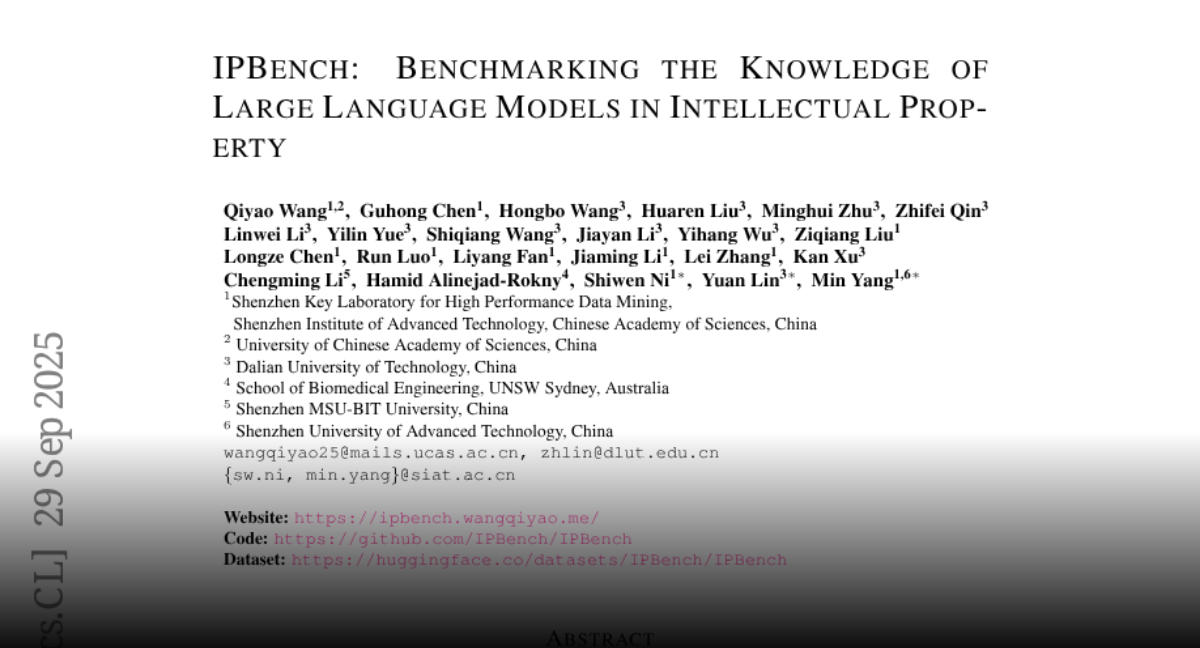 IPBENCH: BENCHMARKING THE KNOWLEDGE OF
LARGE LANGUAGE MODELS IN INTELLECTUAL PROP-
ERTY
Qiyao Wang1,2, Guhong Chen1, Hongbo Wang3, Huaren Liu3, Minghui Zhu3, Zhifei Qin3
Linwei Li3, Yilin Yue3, Shiqiang Wang3, Jiayan Li3, Yihang Wu3, Ziqiang Liu1
Longze Chen1, Run Luo1, Liyang Fan1, Jiaming Li1, Lei Zhang1, Kan Xu3
Chengming Li5, Hamid Alinejad-Rokny4, Shiwen Ni1*, Yuan Lin3*, Min Yang1,6*
1Shenzhen Key Laboratory for High Performance Data Mining,
Shenzhen Institute of Advanced Technology, Chinese Academy of Sciences, China
2 University of Chinese Academy of Sciences, China
3 Dalian University of Technology, China
4 School of Biomedical Engineering, UNSW Sydney, Australia
5 Shenzhen MSU-BIT University, China
6 Shenzhen University of Advanced Technology, China
wangqiyao25@mails.ucas.ac.cn, zhlin@dlut.edu.cn
{sw.ni, min.yang}@siat.ac.cn
Website: https://ipbench.wangqiyao.me/
Code: https://github.com/IPBench/IPBench
Dataset: https://huggingface.co/datasets/IPBench/IPBench
ABSTRACT
cs.CL] 29 Sep 2025